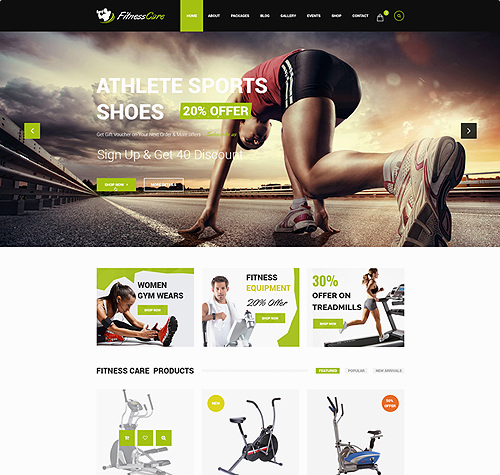 FitnessCare
HOME ABOUT PACKAGES BLOG GALLERY EVENTS SHOP CONTACT
ATHLETE SPORTS
SHOES 20% OFFER
Get Gift Voucher on Your Next Order & More offers
Sign Up & Get 40 Discount
SHOP NOW MORE DETAILS
WOMEN
GYM WEARS
SHOP NOW
FITNESS
EQUIPMENT
20% Offer
SHOP NOW
30%
OFFER ON
TREADMILLS
SHOP NOW
FITNESS CARE PRODUCTS
FEATURED POPULAR NEW ARRIVALS
NEW
30%
OFFER